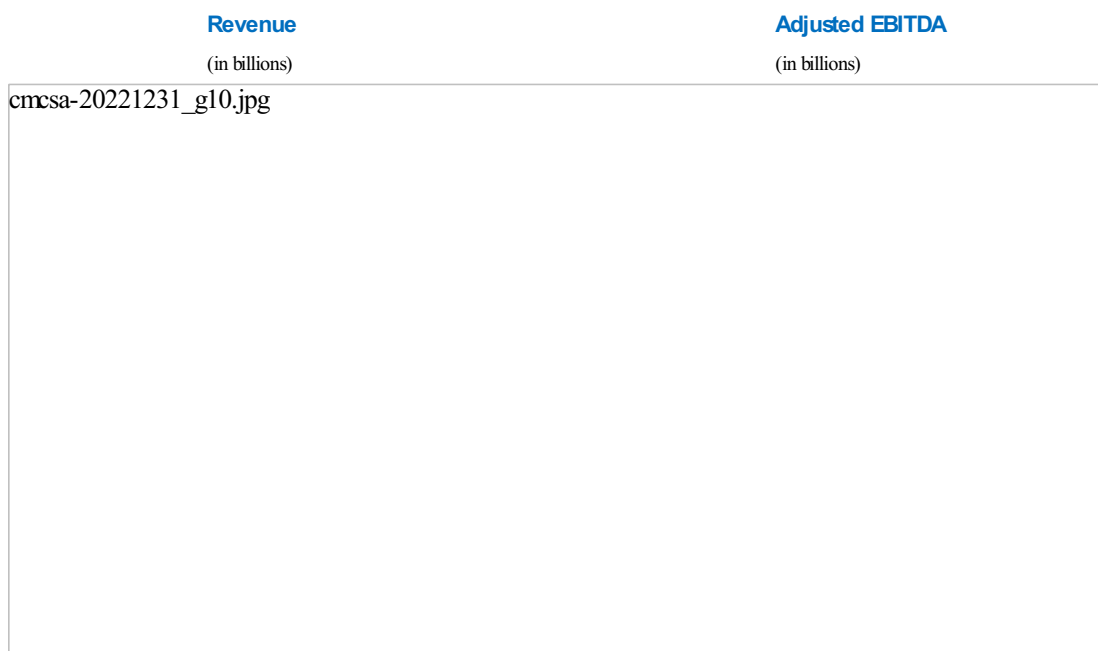 Revenue Adjusted EBITDA
(in billions) (in billions)
cmcsa-20221231_g10.jpg